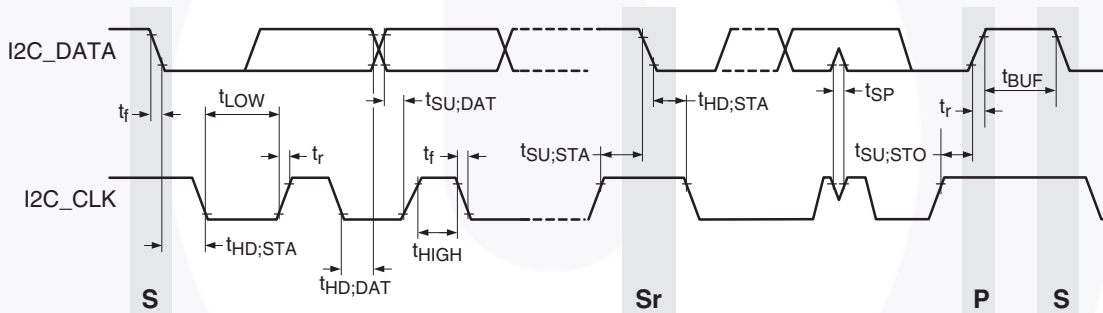 I2C_DATA
tf
tLOW
tSU;DAT
tHD;STA
tSP
tBUF
tr
tr
tf
tSU;STA
tSU;STO
I2C_CLK
tHD;STA
tHIGH
tHD;DAT
S
Sr
P
S